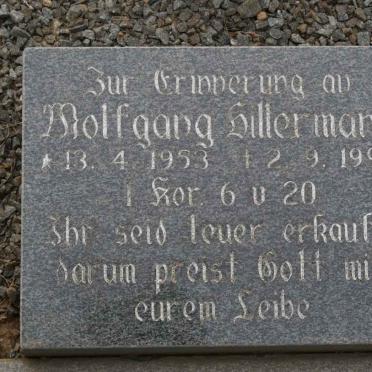 Zur Erinnerung an
Wolfgang Hillerman
* 13. 4. 1953 † 2. 9. 199
1 Kor. 6 v 20
Ihr seid teuer erkauf
darum preist Gott mi
eurem Leibe